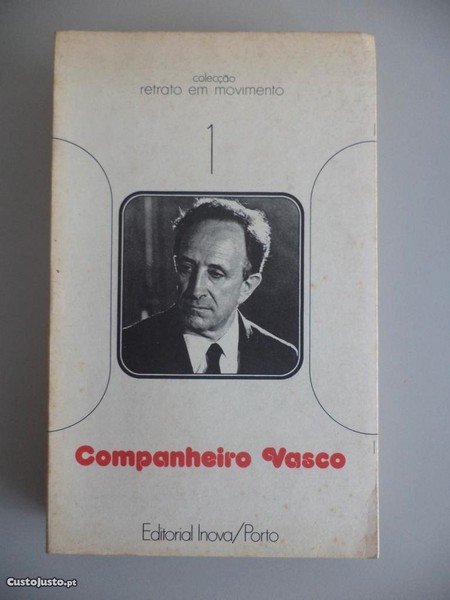 colecção
retrato em movimento
1
Companheiro Vasco
Editorial Inova/Porto
CustoJusto.pt